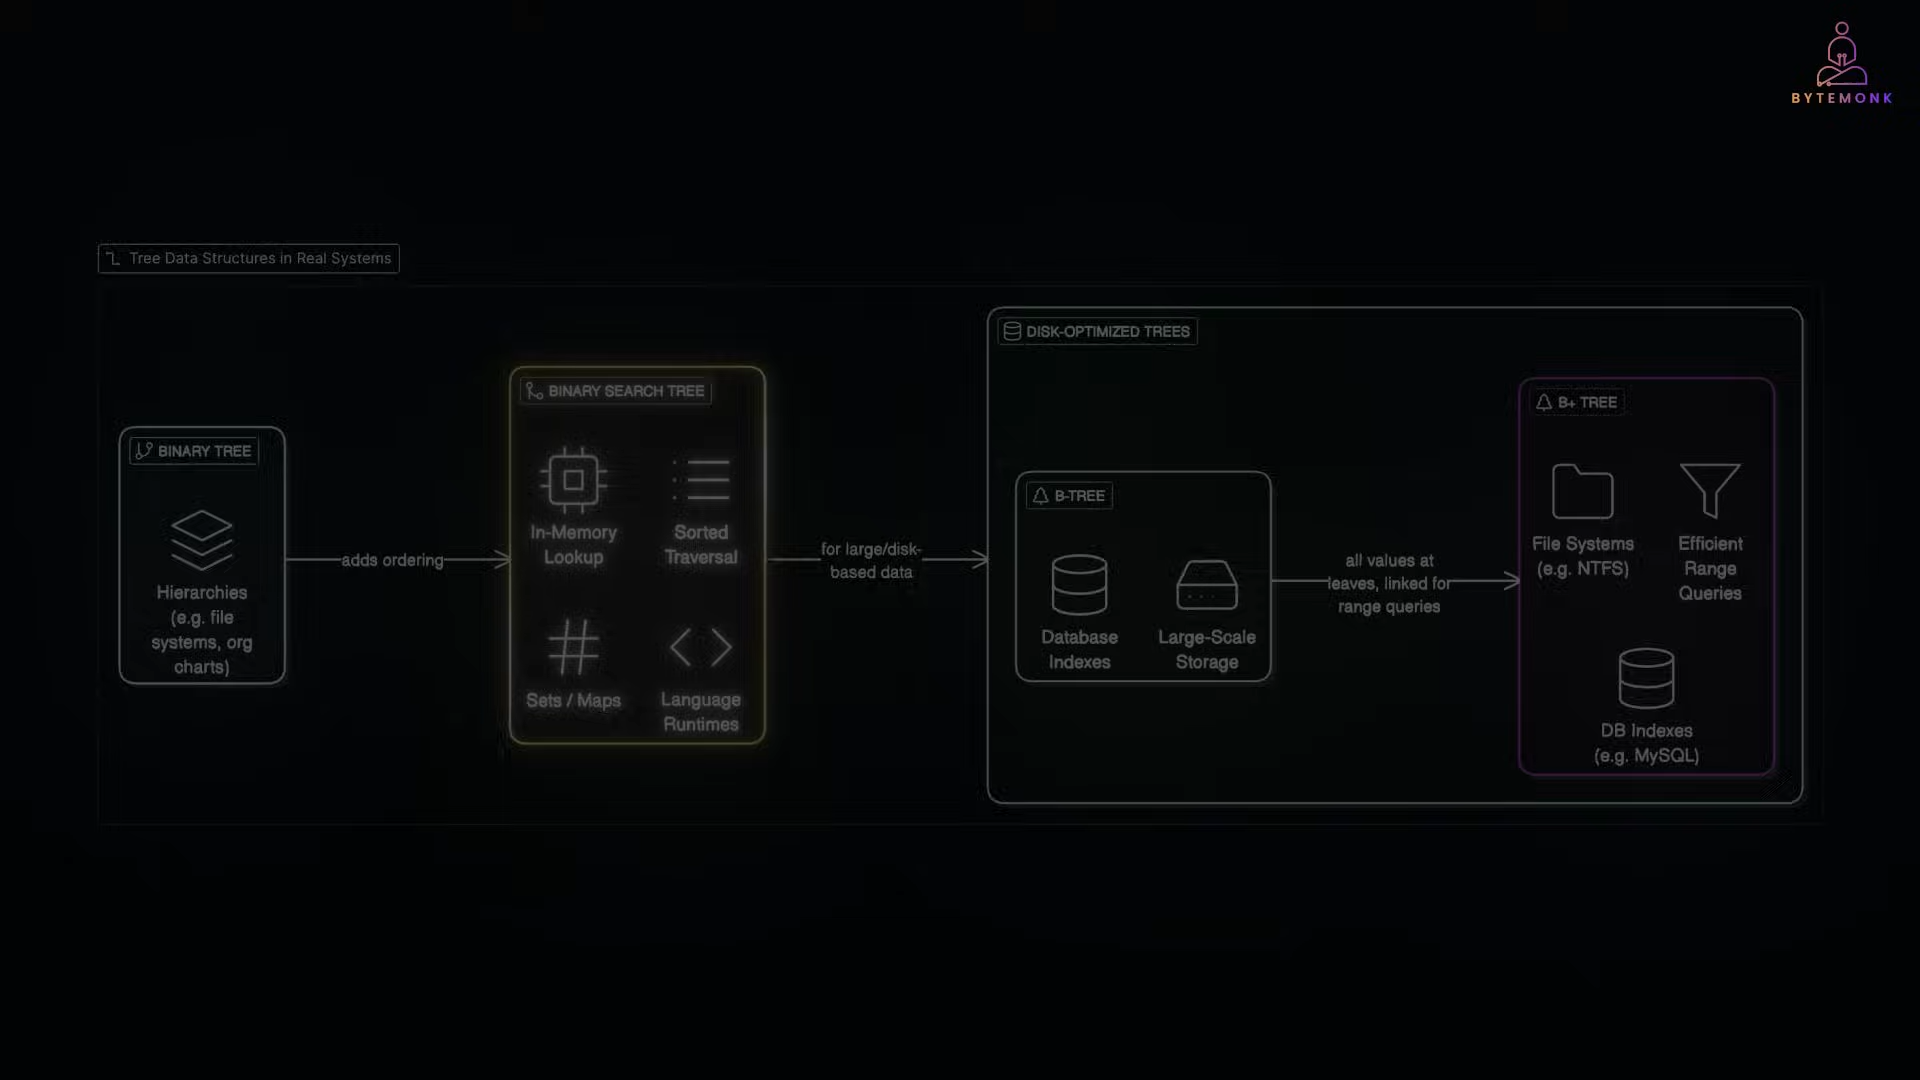 BYTEMONK
Tree Data Structures in Real Systems
BINARY TREE
Hierarchies
(e.g. file
systems, org
charts)
adds ordering
BINARY SEARCH TREE
In-Memory
Lookup
Sorted
Traversal
Sets / Maps
Language
Runtimes
for large/disk-
based data
DISK-OPTIMIZED TREES
B-TREE
Database
Indexes
Large-Scale
Storage
all values at
leaves, linked for
range queries
B+ TREE
File Systems
(e.g. NTFS)
Efficient
Range
Queries
DB Indexes
(e.g. MySQL)